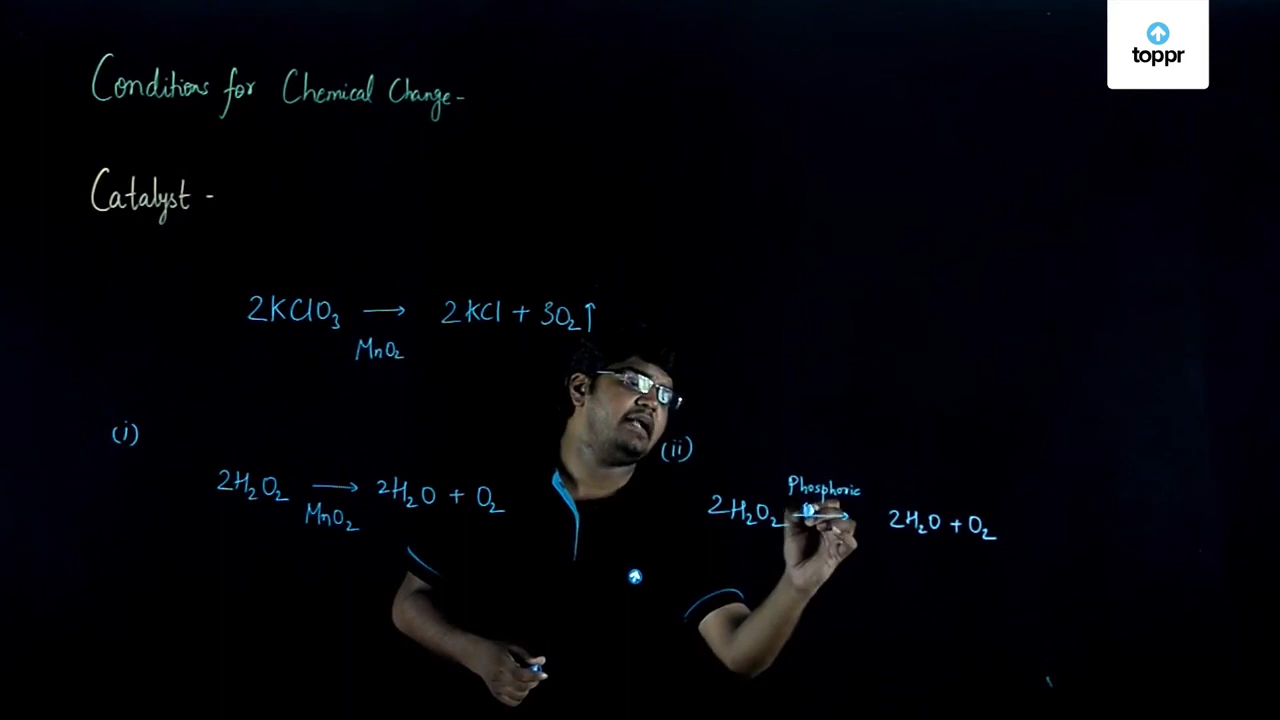 toppr
Conditions for Chemical Change -
Catalyst -
2KClO₃ → 2KCl + 3O₂↑
MnO₂
(i)
(ii)
2H₂O₂ → 2H₂O + O₂
MnO₂
Phosphoric
2H₂O₂ → 2H₂O + O₂